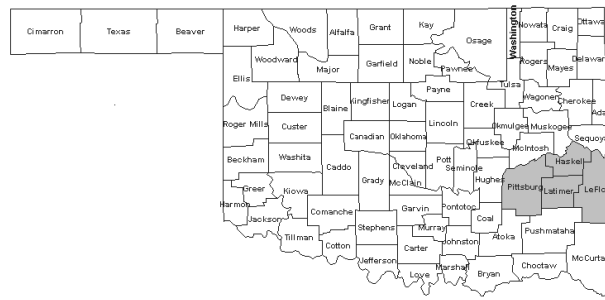 Cimarron Texas Beaver Harper Woods Alfalfa Grant Kay Osage Washington Nowata Craig Ottawa
Woodward Major Garfield Noble Pawnee Rogers Mayes Delaware
Ellis Dewey Blaine Kingfisher Logan Payne Creek Tulsa Wagoner Cherokee Ada
Roger Mills Custer Canadian Oklahoma Lincoln Okfuskee Okmulgee Muskogee Sequoya
Beckham Washita Caddo Grady Cleveland Pott Seminole Hughes McIntosh Haskell
Greer Kiowa McClain Pittsburg Latimer LeFlo
Harmon Jackson Comanche Stephens Garvin Pontotoc Coal
Tillman Cotton Murray Johnston Atoka Pushmataha
Jefferson Carter Love Marshall Bryan Choctaw McCurta